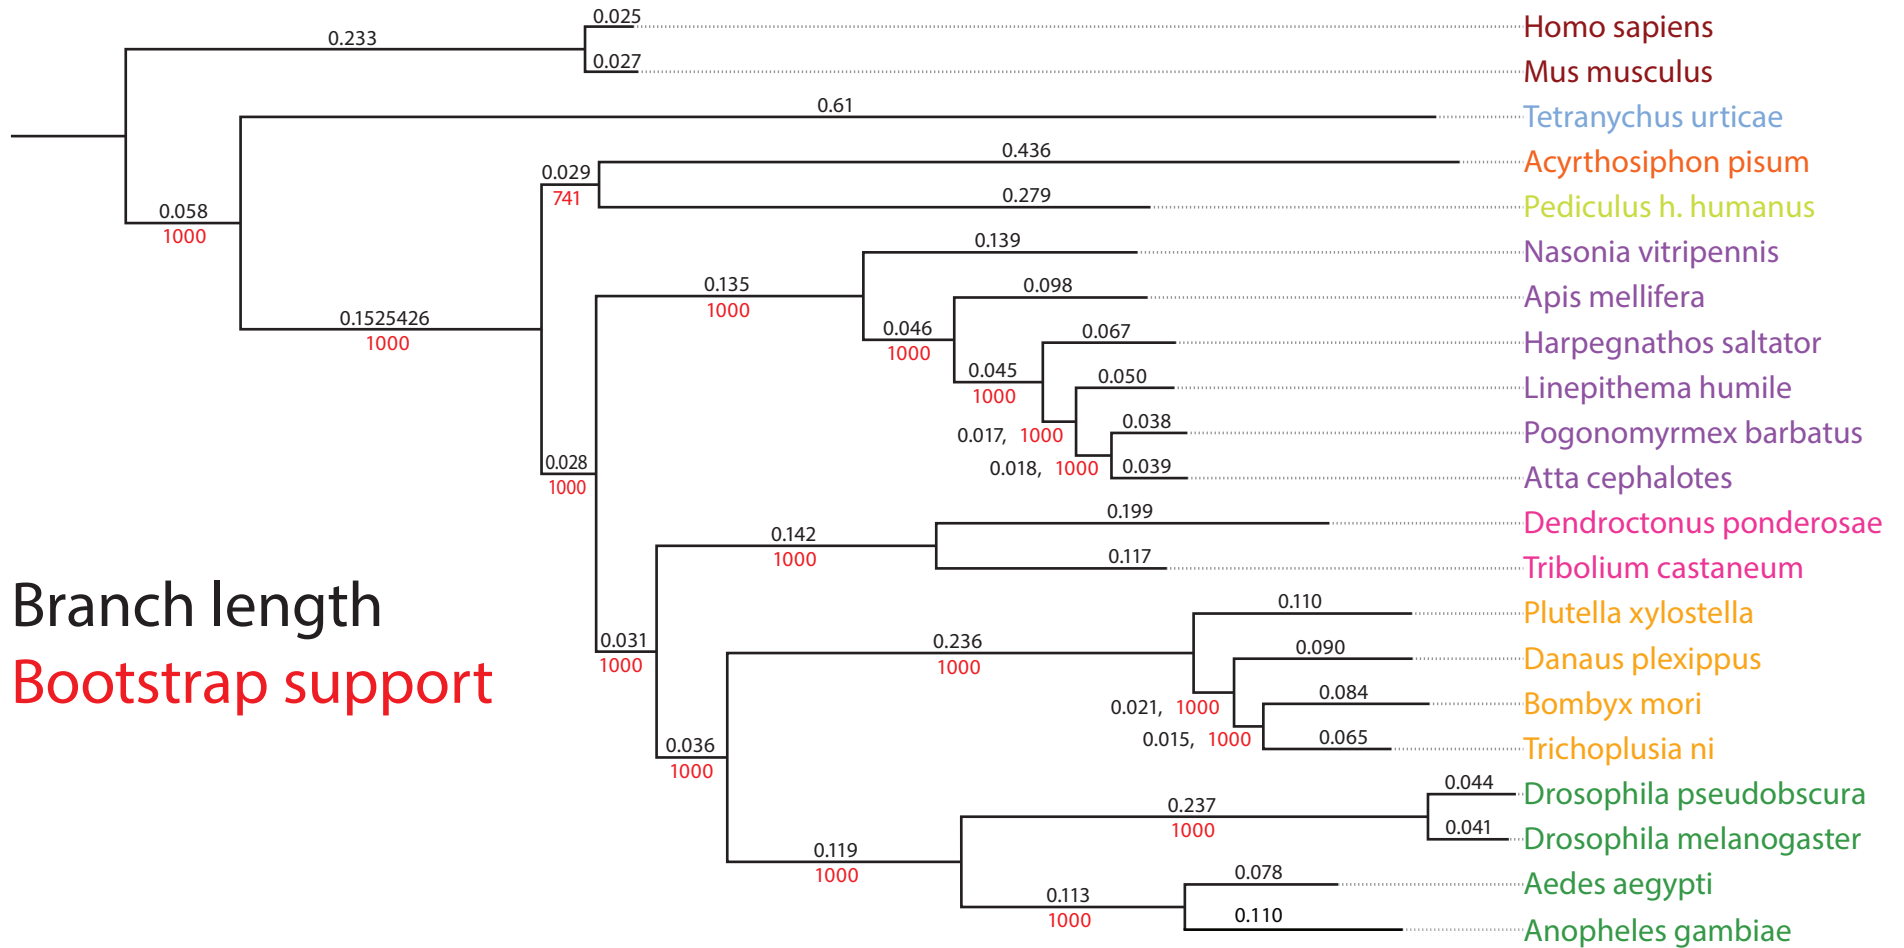 0.025
Homo sapiens
0.233
0.027
Mus musculus
0.61
Tetranychus urticae
0.436
Acyrthosiphon pisum
0.029
741
0.279
Pediculus h. humanus
0.058
1000
0.139
Nasonia vitripennis
0.135
1000
0.098
Apis mellifera
0.1525426
1000
0.046
1000
0.067
Harpegnathos saltator
0.045
1000
0.050
Linepithema humile
0.017, 1000
0.038
Pogonomyrmex barbatus
0.018, 1000
0.039
Atta cephalotes
0.028
1000
0.199
Dendroctonus ponderosae
0.142
1000
0.117
Tribolium castaneum
Branch length
Bootstrap support
0.110
Plutella xylostella
0.031
1000
0.236
1000
0.090
Danaus plexippus
0.021, 1000
0.084
Bombyx mori
0.015, 1000
0.065
Trichoplusia ni
0.036
1000
0.044
Drosophila pseudobscura
0.237
1000
0.041
Drosophila melanogaster
0.119
1000
0.078
Aedes aegypti
0.113
1000
0.110
Anopheles gambiae